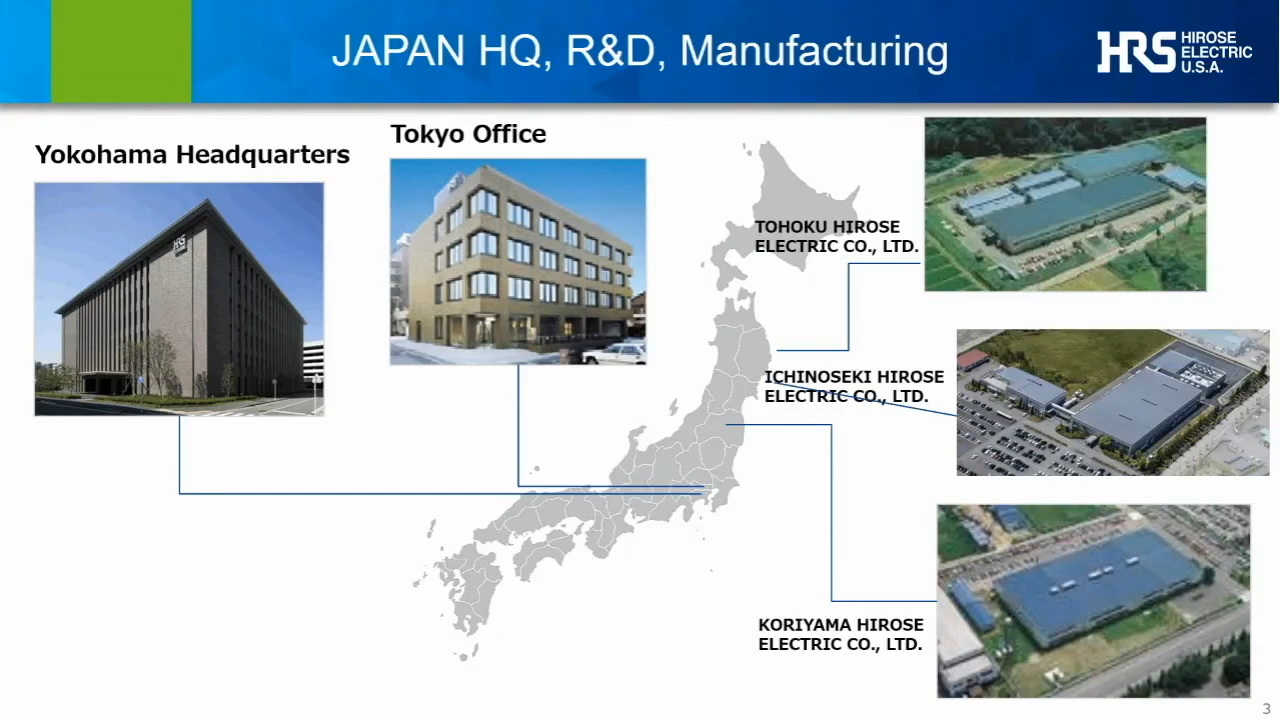 JAPAN HQ, R&D, Manufacturing
HRS
HIROSE
ELECTRIC
U.S.A.
Yokohama Headquarters
Tokyo Office
HRS
TOHOKU HIROSE
ELECTRIC CO., LTD.
ICHINOSEKI HIROSE
ELECTRIC CO., LTD.
KORIYAMA HIROSE
ELECTRIC CO., LTD.
3